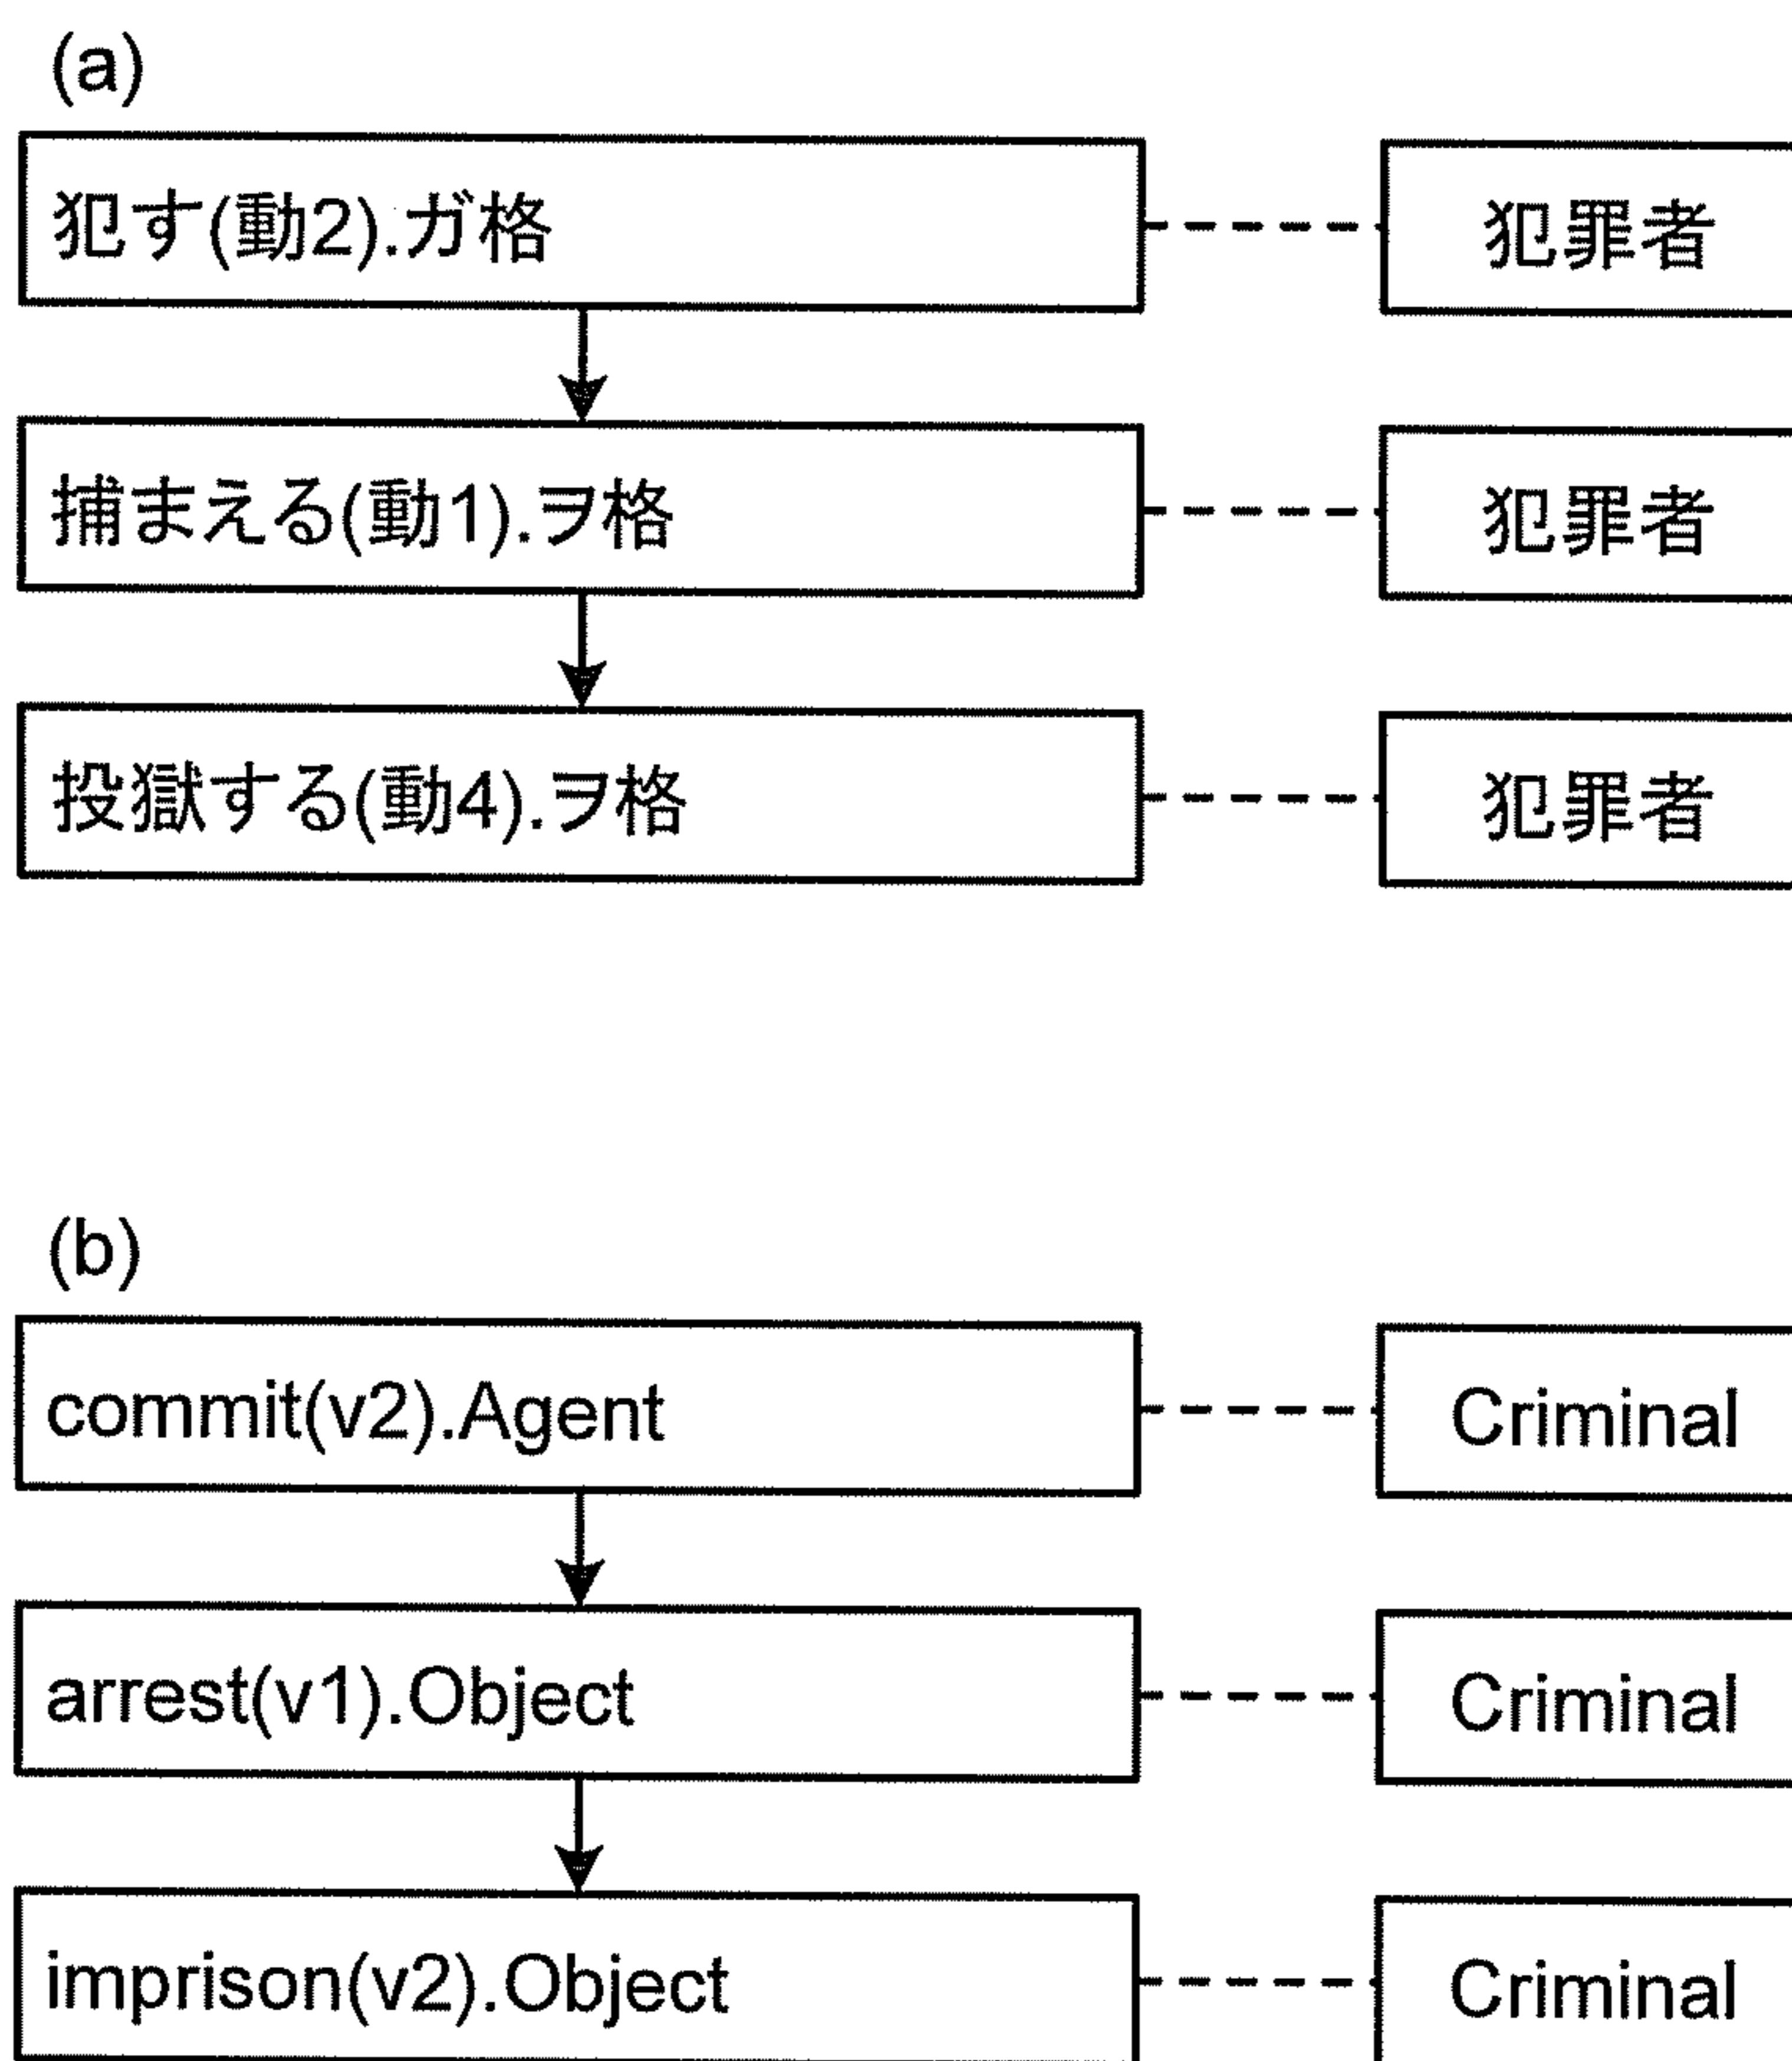 (a)
犯す(動2).ガ格 犯罪者
捕まえる(動1).ヲ格 犯罪者
投獄する(動4).ヲ格 犯罪者
(b)
commit(v2).Agent Criminal
arrest(v1).Object Criminal
imprison(v2).Object Criminal